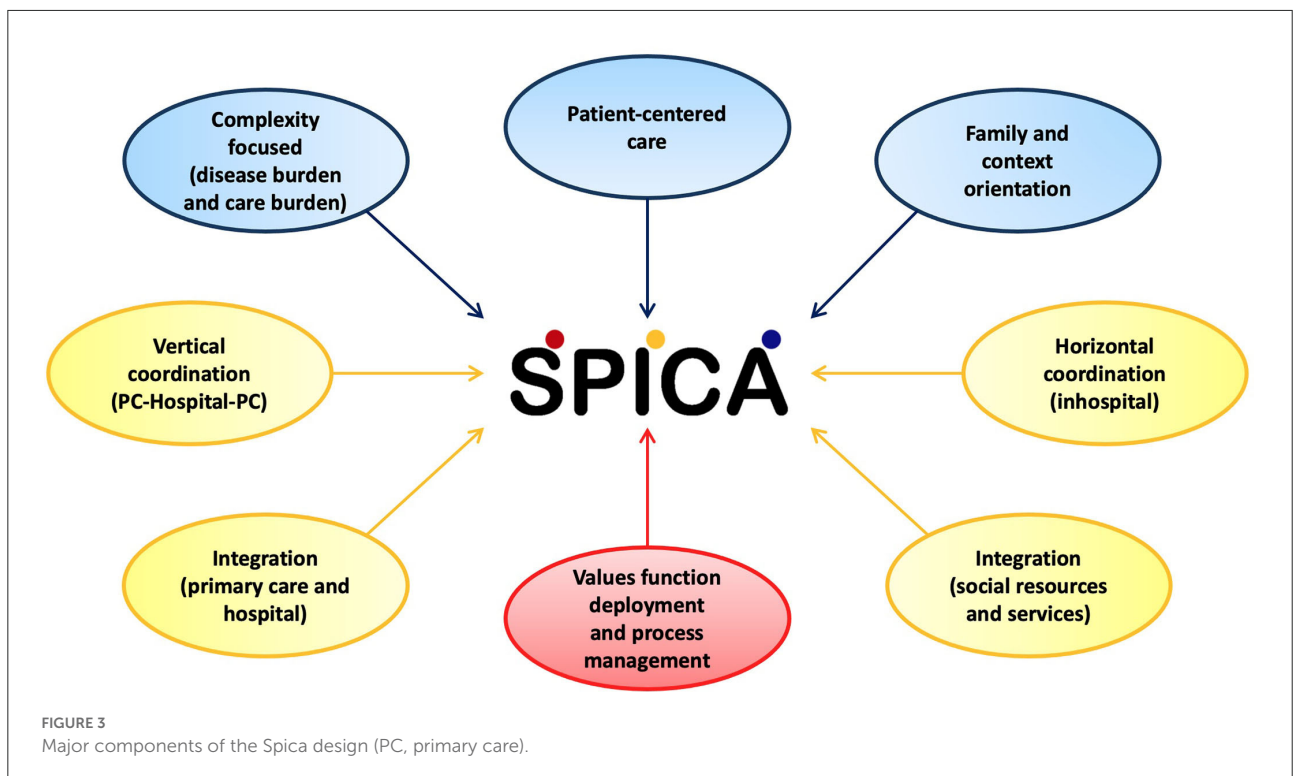 Complexity
focused
(disease burden
and care burden)
Patient-centered
care
Family and
context
orientation
Vertical
coordination
(PC-Hospital-PC)
SPICA
Horizontal
coordination
(inhospital)
Integration
(primary care and
hospital)
Values function
deployment
and process
management
Integration
(social resources
and services)
FIGURE 3
Major components of the Spica design (PC, primary care).